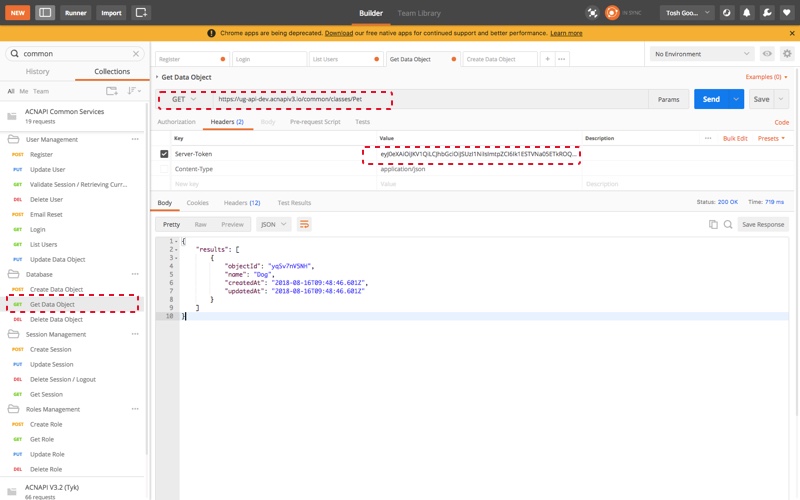 NEW Runner Import Builder Team Library IN SYNC Tosh Goo...
Chrome apps are being deprecated. Download our free native apps for continued support and better performance. Learn more
common
History Collections
All Me Team
ACNAPI Common Services
19 requests
User Management
POST Register
PUT Update User
GET Validate Session / Retrieving Curr...
DEL Delete User
POST Email Reset
GET Login
GET List Users
PUT Update Data Object
Database
POST Create Data Object
GET Get Data Object
DEL Delete Data Object
Session Management
POST Create Session
PUT Update Session
DEL Delete Session / Logout
GET Get Session
Roles Management
POST Create Role
GET Get Role
PUT Update Role
DEL Delete Role
ACNAPI V3.2 (Tyk)
66 requests
Register Login List Users Get Data Object Create Data Object
No Environment
Get Data Object Examples (0)
GET https://ug-api-dev.acnapiv3.io/common/classes/Pet Params Send Save
Authorization Headers (2) Body Pre-request Script Tests Code
Key Value Description Bulk Edit Presets
Server-Token
Content-Type application/json
New key Value Description
Body Cookies Headers (12) Test Results Status: 200 OK Time: 719 ms
Pretty Raw Preview JSON Save Response
1 {
2 "results": [
3 {
4 "objectId": "yqSv7nV5NH",
5 "name": "Dog",
6 "createdAt": "2018-08-16T09:48:46.601Z",
7 "updatedAt": "2018-08-16T09:48:46.601Z"
8 }
9 ]
10 }